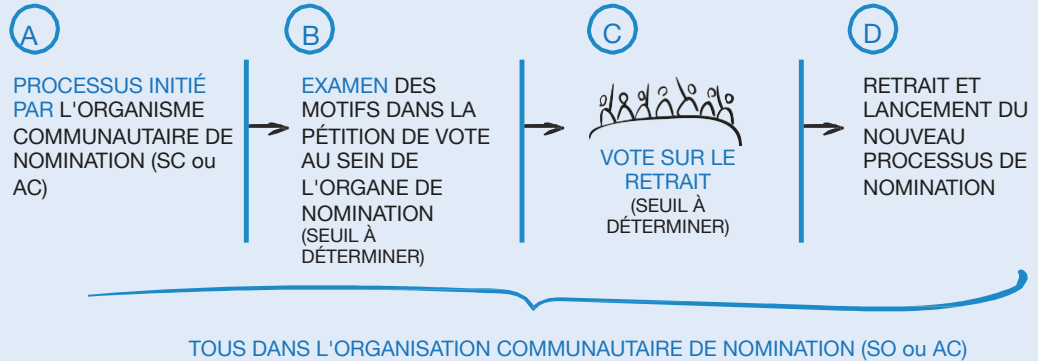 A
PROCESSUS INITIÉ
PAR L'ORGANISME
COMMUNAUTAIRE DE
NOMINATION (SC ou
AC)
B
EXAMEN DES
MOTIFS DANS LA
PÉTITION DE VOTE
AU SEIN DE
L'ORGANE DE
NOMINATION
(SEUIL À
DÉTERMINER)
C
VOTE SUR LE
RETRAIT
(SEUIL À
DÉTERMINER)
D
RETRAIT ET
LANCEMENT DU
NOUVEAU
PROCESSUS DE
NOMINATION
TOUS DANS L'ORGANISATION COMMUNAUTAIRE DE NOMINATION (SO ou AC)